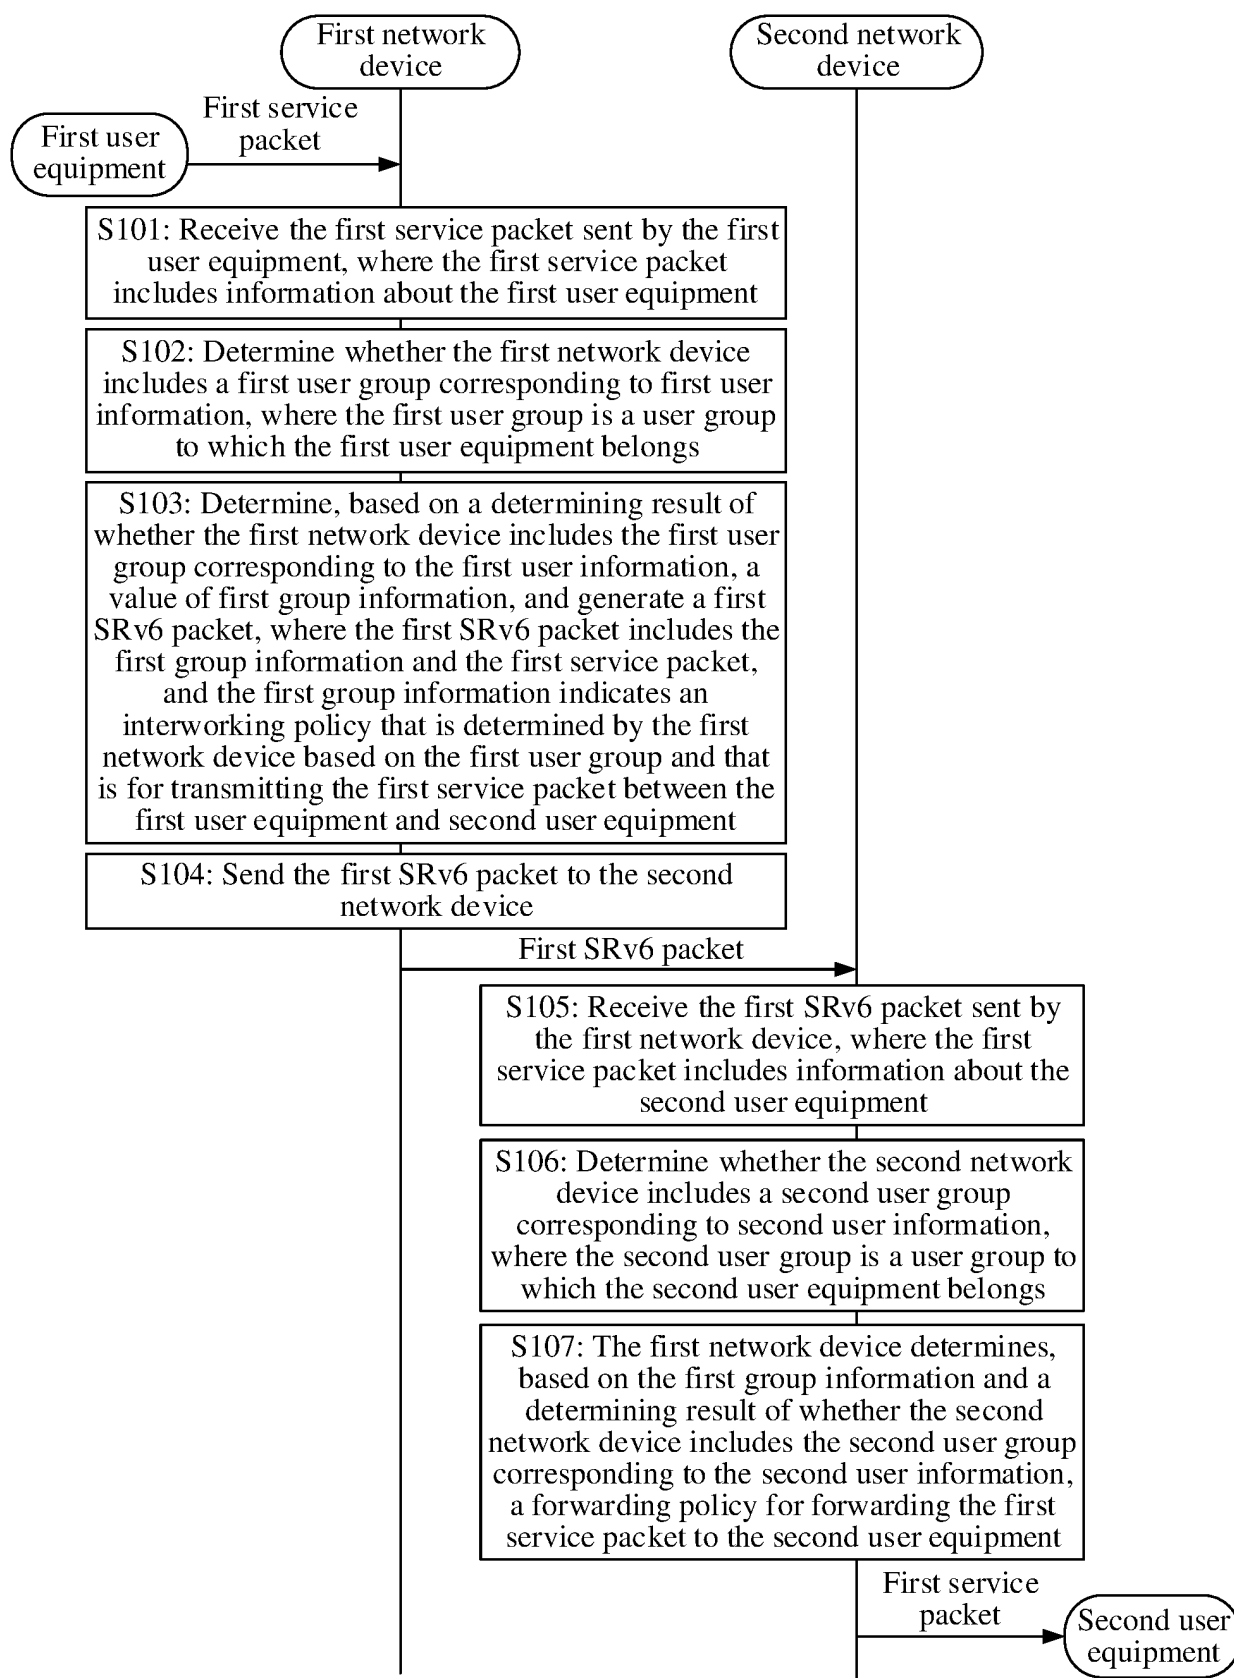 First network
device
Second network
device
First service
packet
First user
equipment
S101: Receive the first service packet sent by the first
user equipment, where the first service packet
includes information about the first user equipment
S102: Determine whether the first network device
includes a first user group corresponding to first user
information, where the first user group is a user group
to which the first user equipment belongs
S103: Determine, based on a determining result of
whether the first network device includes the first user
group corresponding to the first user information, a
value of first group information, and generate a first
SRv6 packet, where the first SRv6 packet includes the
first group information and the first service packet,
and the first group information indicates an
interworking policy that is determined by the first
network device based on the first user group and that
is for transmitting the first service packet between the
first user equipment and second user equipment
S104: Send the first SRv6 packet to the second
network device
First SRv6 packet
S105: Receive the first SRv6 packet sent by
the first network device, where the first
service packet includes information about the
second user equipment
S106: Determine whether the second network
device includes a second user group
corresponding to second user information,
where the second user group is a user group to
which the second user equipment belongs
S107: The first network device determines,
based on the first group information and a
determining result of whether the second
network device includes the second user group
corresponding to the second user information,
a forwarding policy for forwarding the first
service packet to the second user equipment
First service
packet
Second user
equipment